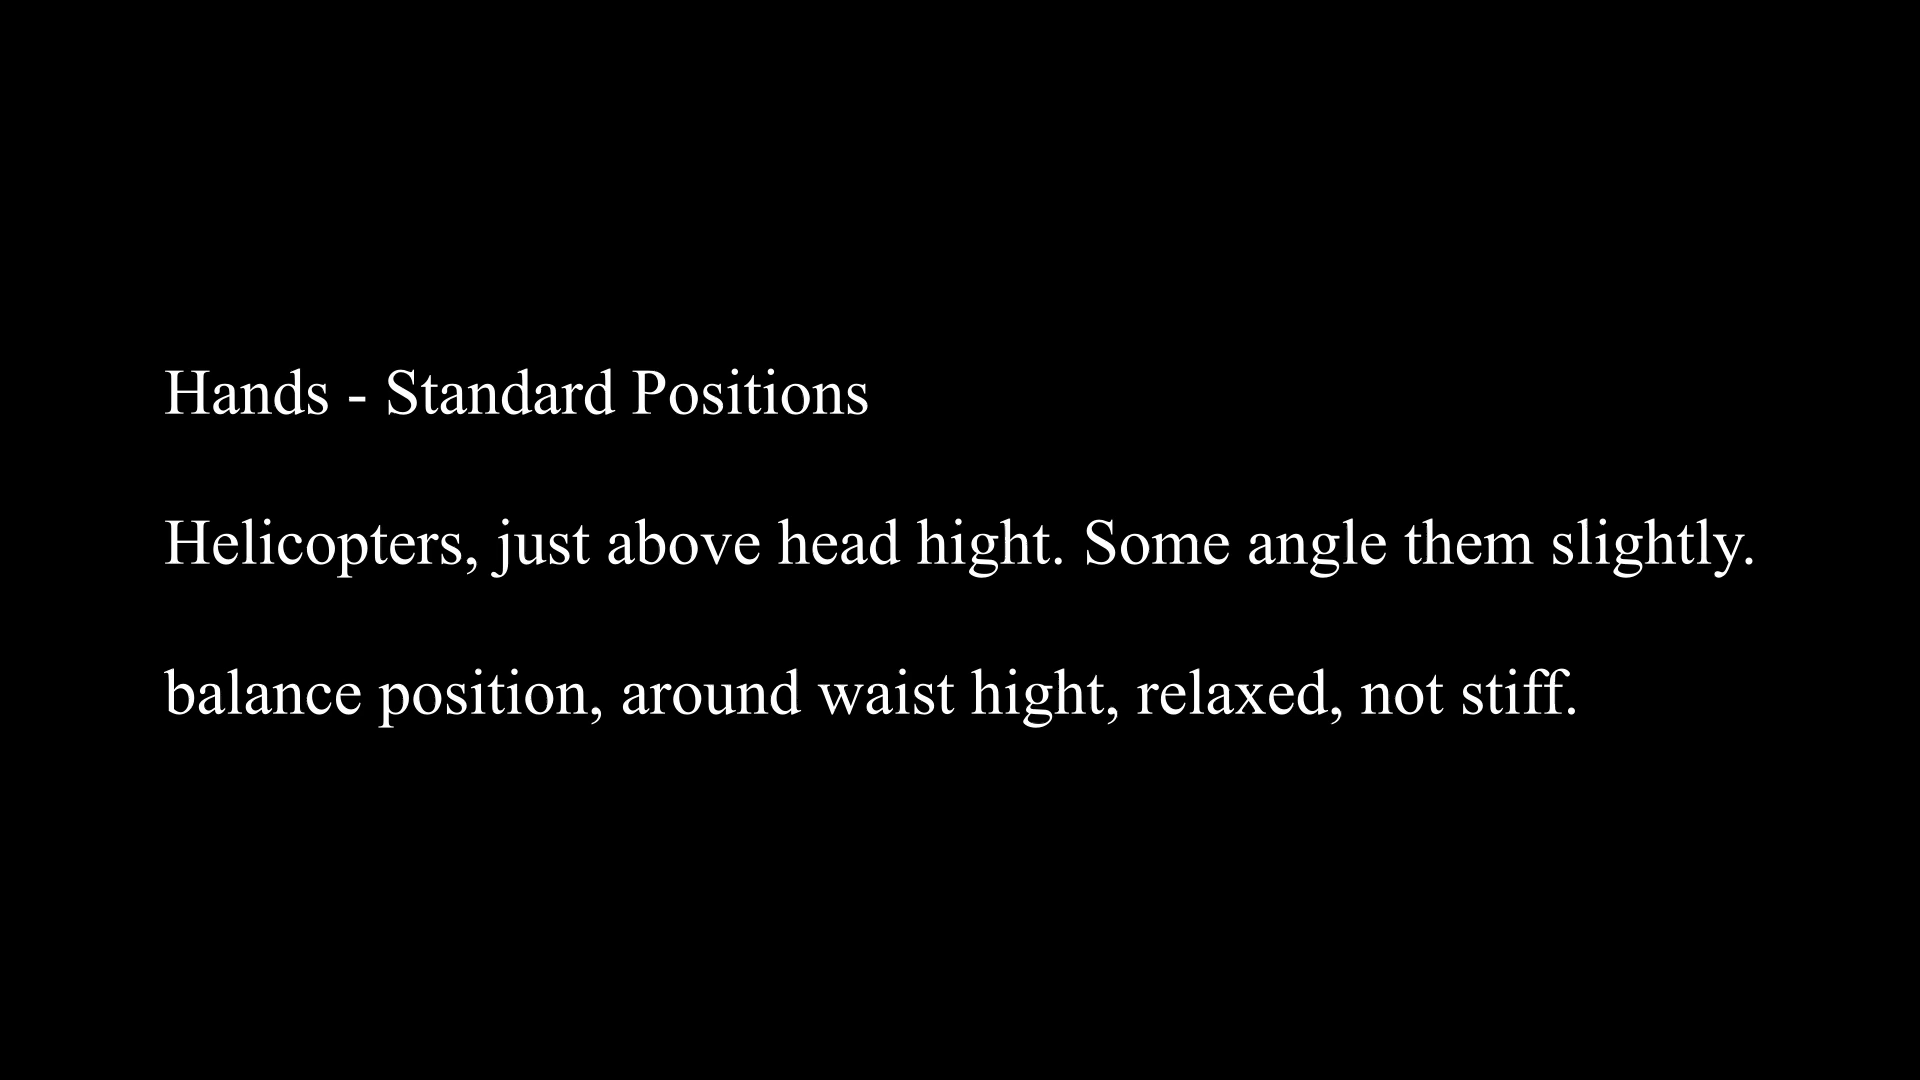 Hands - Standard Positions
Helicopters, just above head hight. Some angle them slightly.
balance position, around waist hight, relaxed, not stiff.